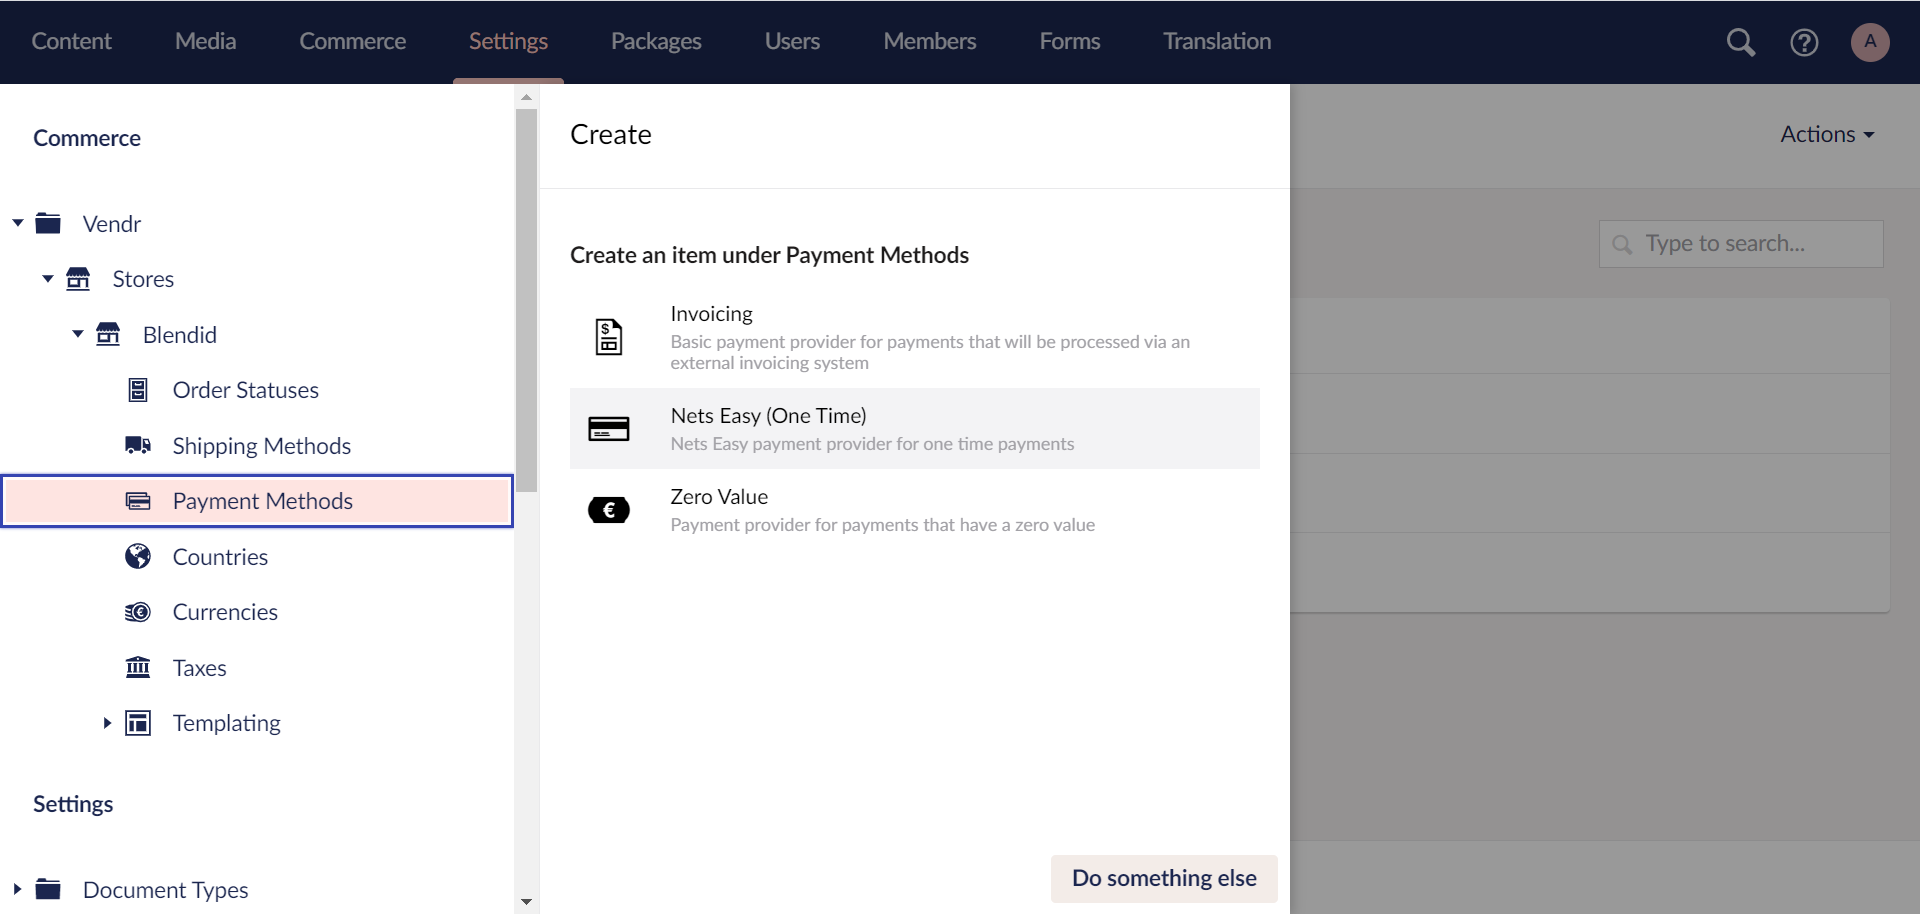 Content Media Commerce Settings Packages Users Members Forms Translation A
Commerce
Vendr
Stores
Blendid
Order Statuses
Shipping Methods
Payment Methods
Countries
Currencies
Taxes
Templating
Settings
Document Types
Create
Create an item under Payment Methods
Invoicing
Basic payment provider for payments that will be processed via an
external invoicing system
Nets Easy (One Time)
Nets Easy payment provider for one time payments
Zero Value
Payment provider for payments that have a zero value
Do something else
Actions
Type to search...